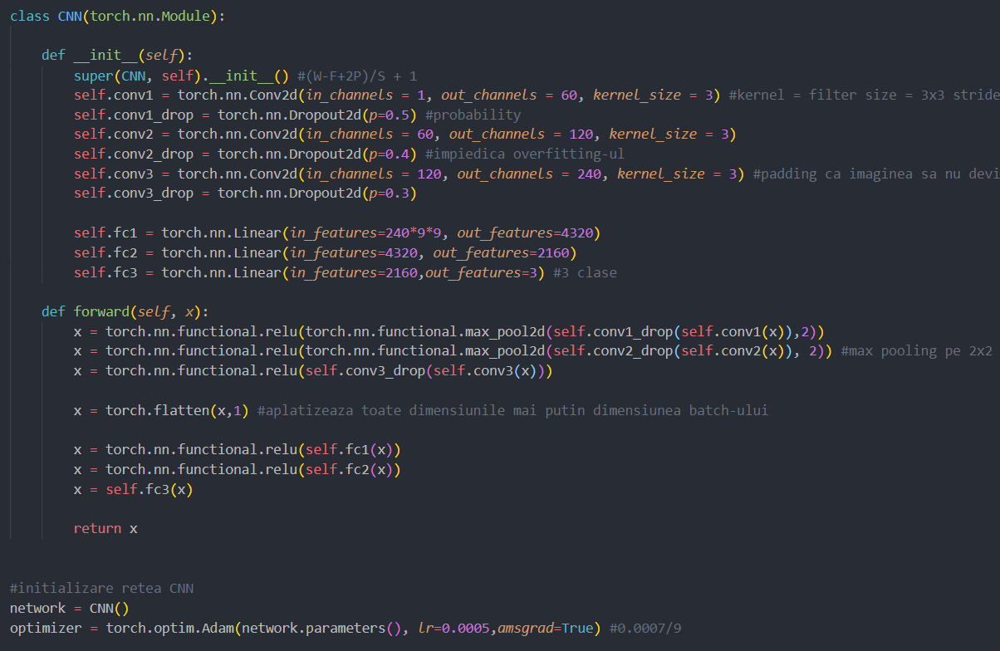 class CNN(torch.nn.Module):
def __init__(self):
super(CNN, self).__init__() #(W-F+2P)/S + 1
self.conv1 = torch.nn.Conv2d(in_channels = 1, out_channels = 60, kernel_size = 3) #kernel = filter size = 3x3 stride
self.conv1_drop = torch.nn.Dropout2d(p=0.5) #probability
self.conv2 = torch.nn.Conv2d(in_channels = 60, out_channels = 120, kernel_size = 3)
self.conv2_drop = torch.nn.Dropout2d(p=0.4) #impiedica overfitting-ul
self.conv3 = torch.nn.Conv2d(in_channels = 120, out_channels = 240, kernel_size = 3) #padding ca imaginea sa nu devi
self.conv3_drop = torch.nn.Dropout2d(p=0.3)
self.fc1 = torch.nn.Linear(in_features=240*9*9, out_features=4320)
self.fc2 = torch.nn.Linear(in_features=4320, out_features=2160)
self.fc3 = torch.nn.Linear(in_features=2160,out_features=3) #3 clase
def forward(self, x):
x = torch.nn.functional.relu(torch.nn.functional.max_pool2d(self.conv1_drop(self.conv1(x)),2))
x = torch.nn.functional.relu(torch.nn.functional.max_pool2d(self.conv2_drop(self.conv2(x)), 2)) #max pooling pe 2x2
x = torch.nn.functional.relu(self.conv3_drop(self.conv3(x)))
x = torch.flatten(x,1) #aplatizeaza toate dimensiunile mai putin dimensiunea batch-ului
x = torch.nn.functional.relu(self.fc1(x))
x = torch.nn.functional.relu(self.fc2(x))
x = self.fc3(x)
return x
#initializare retea CNN
network = CNN()
optimizer = torch.optim.Adam(network.parameters(), lr=0.0005,amsgrad=True) #0.0007/9